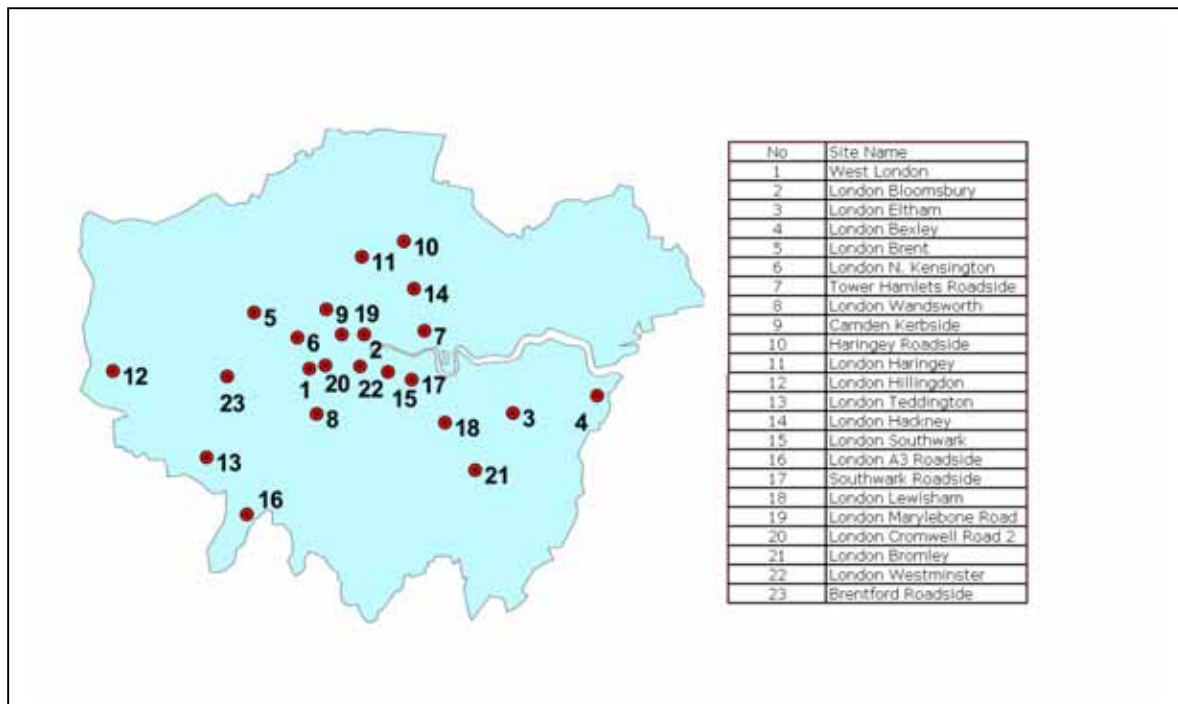 10
11
14
5
9 19
6
2
7
12
23
1
20
22
15
17
8
18
3
4
13
21
16
No Site Name
1 West London
2 London Bloomsbury
3 London Eltham
4 London Bexley
5 London Brent
6 London N. Kensington
7 Tower Hamlets Roadside
8 London Wandsworth
9 Camden Kerbside
10 Haringey Roadside
11 London Haringey
12 London Hillingdon
13 London Teddington
14 London Hackney
15 London Southwark
16 London A3 Roadside
17 Southwark Roadside
18 London Lewisham
19 London Marylebone Road
20 London Cromwell Road 2
21 London Bromley
22 London Westminster
23 Brentford Roadside